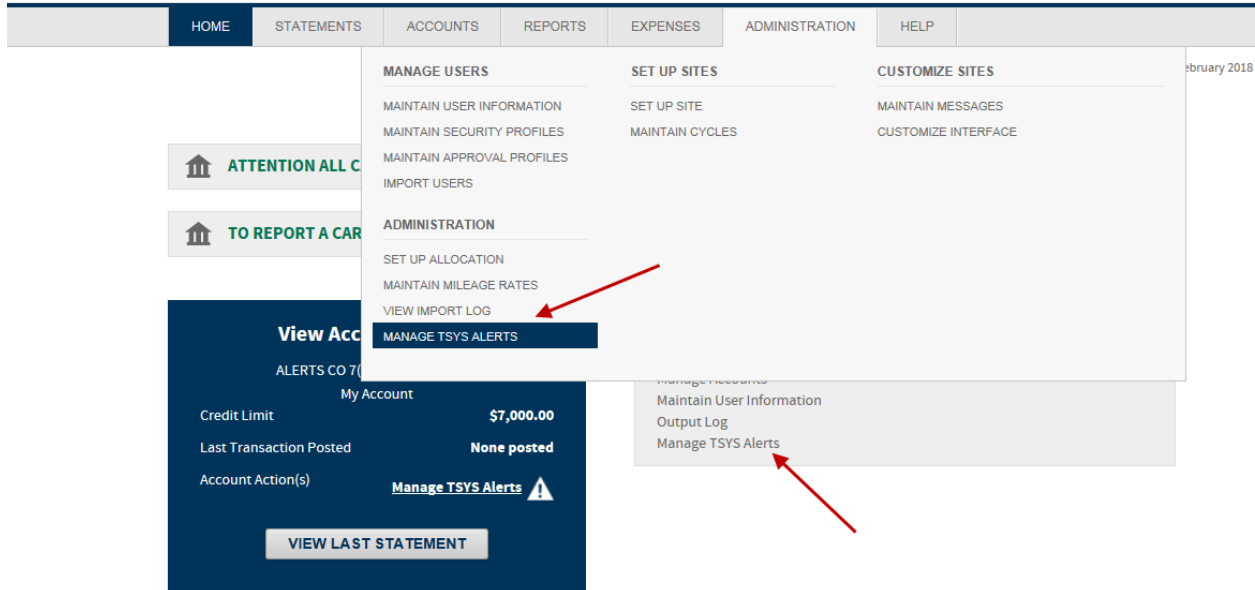 HOME STATEMENTS ACCOUNTS REPORTS EXPENSES ADMINISTRATION HELP
MANAGE USERS SET UP SITES CUSTOMIZE SITES
ebruary 2018
MAINTAIN USER INFORMATION SET UP SITE MAINTAIN MESSAGES
MAINTAIN SECURITY PROFILES MAINTAIN CYCLES CUSTOMIZE INTERFACE
MAINTAIN APPROVAL PROFILES
IMPORT USERS
ATTENTION ALL C
ADMINISTRATION
TO REPORT A CAR
SET UP ALLOCATION
MAINTAIN MILEAGE RATES
VIEW IMPORT LOG
MANAGE TSYS ALERTS
View Acc
ALERTS CO 7(
My Account
Credit Limit $7,000.00
Last Transaction Posted None posted
Account Action(s) Manage TSYS Alerts
VIEW LAST STATEMENT
Manage Accounts
Maintain User Information
Output Log
Manage TSYS Alerts